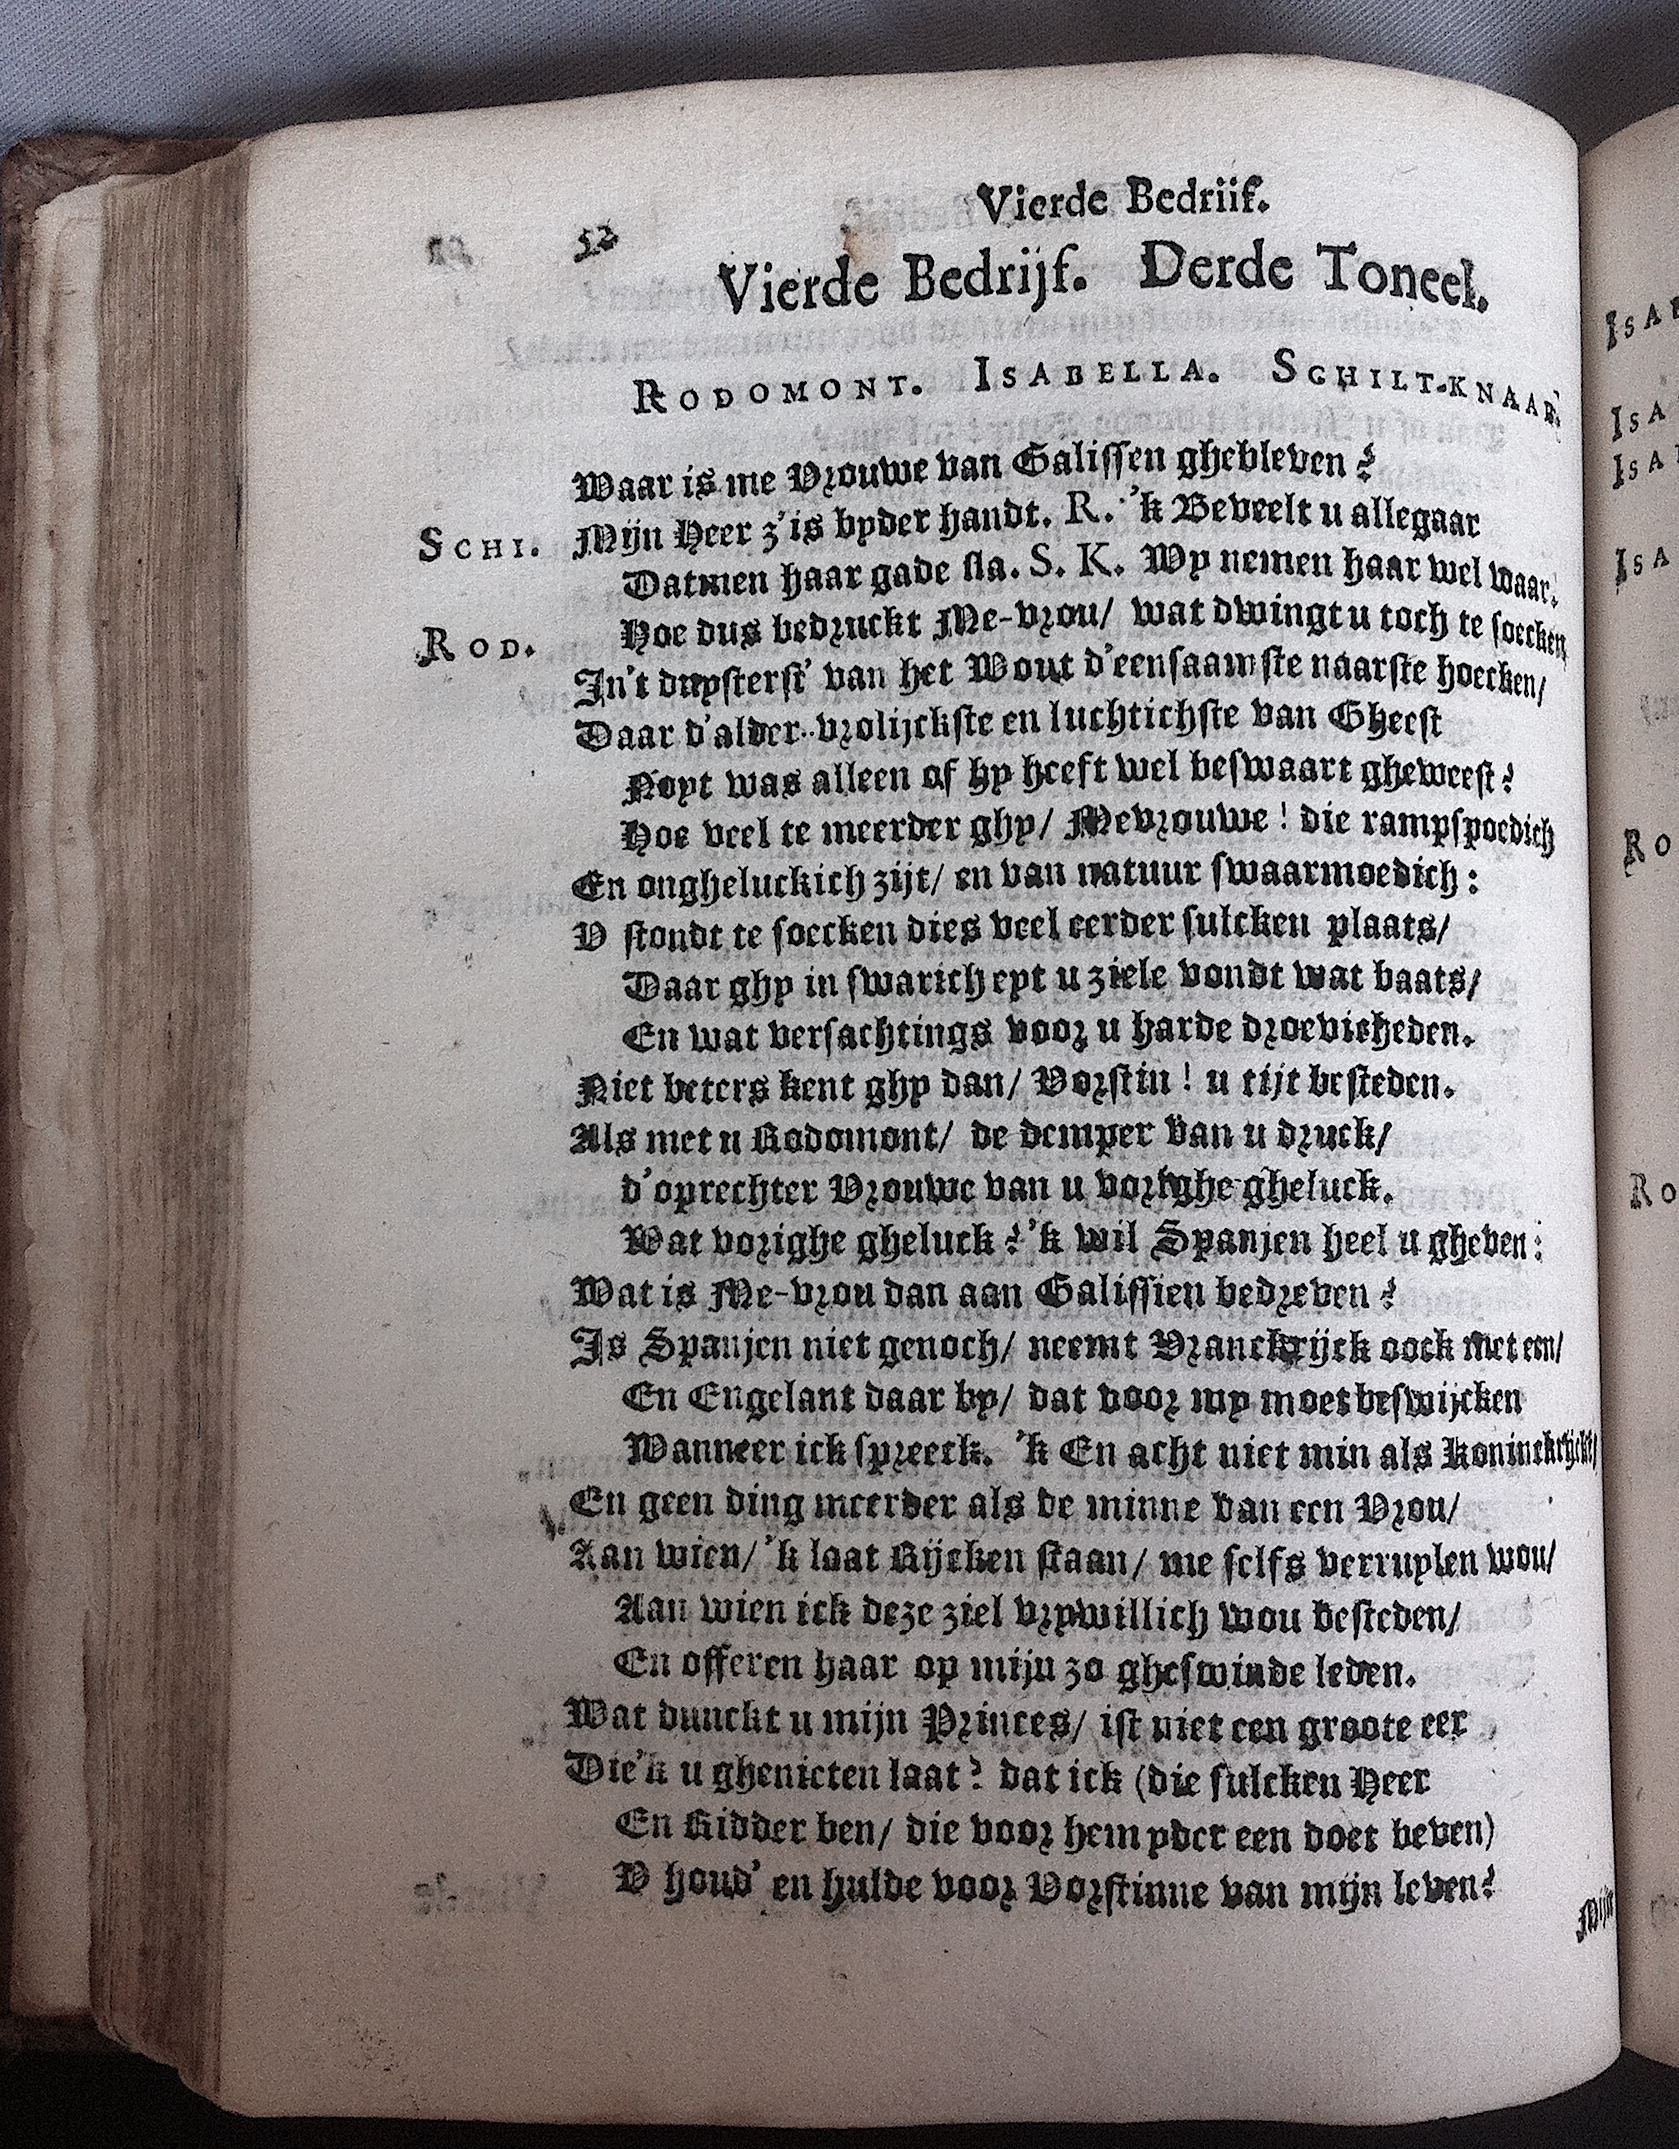 52 Vierde Bedriif.
Vierde Bedrijf. Derde Toneel.
RODOMONT. ISABELLA. SCHILT-KNAAP.
Waar is me Vrouwe van Galissen ghebleven?
SCHI. Mijn Heer z'is byder handt. R. 'k Beveelt u allegaar
Datmen haar gade sla. S. K. Wy nemen haar wel waar.
ROD. Hoe dus bedruckt Me-vrou/ wat dwingt u toch te soecken
In't duysterst' van het Wout d'eensaamste naarste hoecken/
Daar d'alder-vrolijckste en luchtichste van Gheest
Noyt was alleen of hy heeft wel beswaart gheweest?
Hoe veel te meerder ghy/ Mevrouwe! die rampspoedich
En ongheluckich zijt/ en van natuur swaarmoedich:
V stondt te soecken dies veel eerder sulcken plaats/
Daar ghy in swaricheyt u ziele vondt wat baats/
En wat versachtings voor u harde droevicheden.
Niet beters kent ghy dan/ Vorstin! u tijt besteden.
Als met u Rodomont/ de demper van u druck/
d'oprechter Vrouwe van u vorighe gheluck.
Wat vorighe gheluck? 'k wil Spanjen heel u gheven:
Wat is Me-vrou dan aan Galissien bedreven?
Is Spanjen niet genoch/ neemt Vranckrijck oock met een/
En Engelant daar by/ dat voor my moet beswijcken
Wanneer ick spreeck. 'k En acht niet min als Koninckrijcken/
En geen ding meerder als de minne van een Vrou/
Aan wien/ 'k laat Rijcken staan/ me selfs verruylen wou/
Aan wien ick deze ziel vrywillich wou besteden/
En offeren haar op mijn zo gheswinde leden.
Wat dunckt u mijn Princes/ ist niet een groote eer
Die'k u ghenieten laat? dat ick (die sulcken Heer
En Ridder ben/ die voor hem yder een doet beven)
V houd' en hulde voor Vorstinne van mijn leven?
Mijn